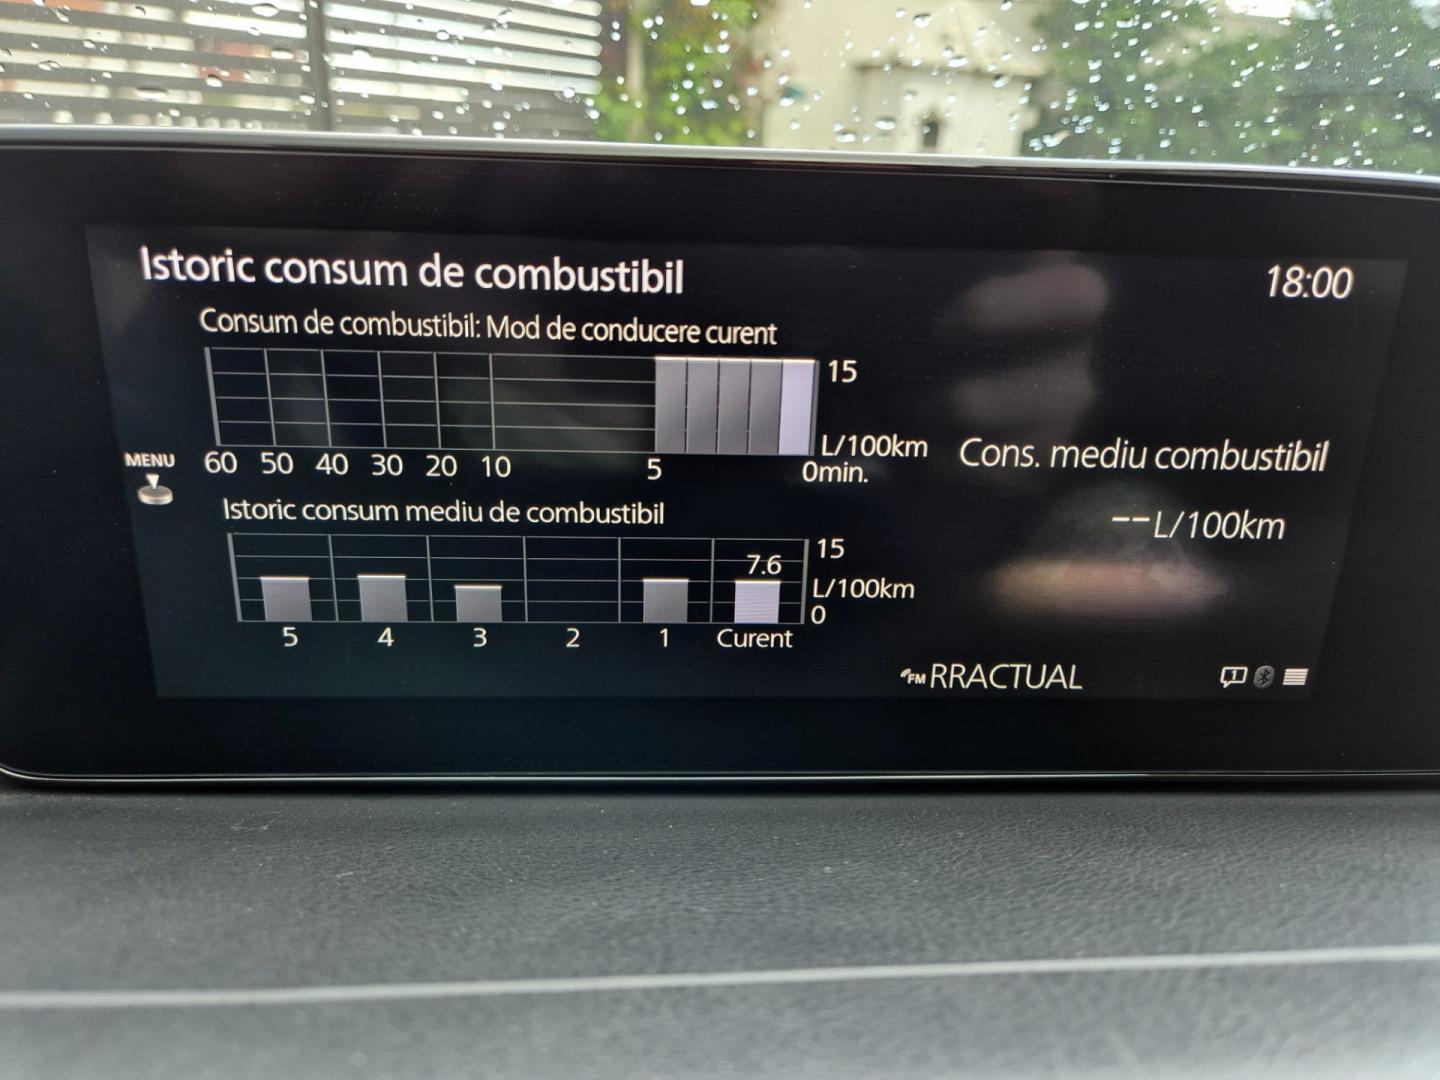 Istoric consum de combustibil
18:00
Consum de combustibil: Mod de conducere curent
15
L/100km
60 50 40 30 20 10 5 0min.
MENU
Cons. mediu combustibil
--L/100km
Istoric consum mediu de combustibil
15
7.6
L/100km
0
5 4 3 2 1 Curent
FM RRACTUAL
1